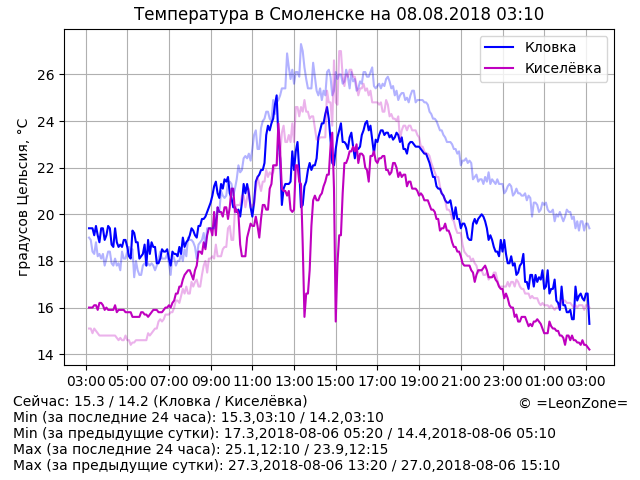 Температура в Смоленске на 08.08.2018 03:10
градусов Цельсия, °C
26
24
22
20
18
16
14
Кловка
Киселёвка
03:00 05:00 07:00 09:00 11:00 13:00 15:00 17:00 19:00 21:00 23:00 01:00 03:00
Сейчас: 15.3 / 14.2 (Кловка / Киселёвка)
© =LeonZone=
Min (за последние 24 часа): 15.3,03:10 / 14.2,03:10
Min (за предыдущие сутки): 17.3,2018-08-06 05:20 / 14.4,2018-08-06 05:10
Max (за последние 24 часа): 25.1,12:10 / 23.9,12:15
Max (за предыдущие сутки): 27.3,2018-08-06 13:20 / 27.0,2018-08-06 15:10